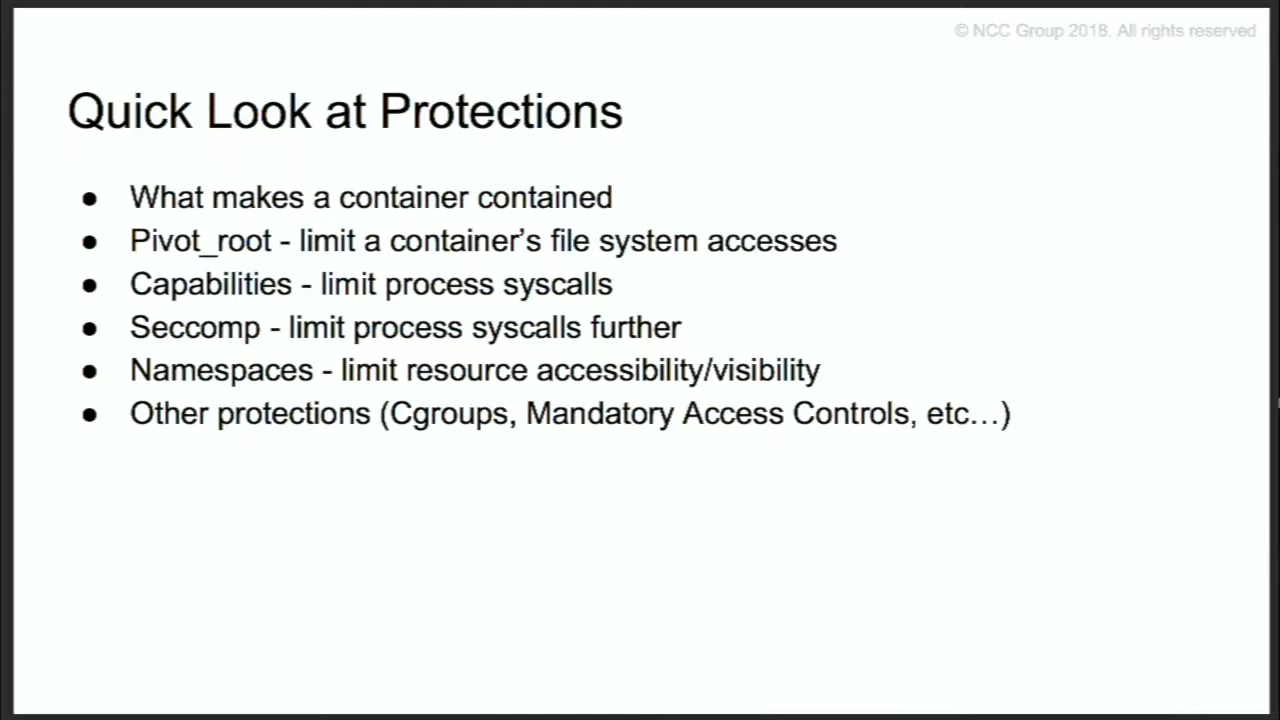 © NCC Group 2018. All rights reserved
Quick Look at Protections
● What makes a container contained
● Pivot_root - limit a container’s file system accesses
● Capabilities - limit process syscalls
● Seccomp - limit process syscalls further
● Namespaces - limit resource accessibility/visibility
● Other protections (Cgroups, Mandatory Access Controls, etc…)